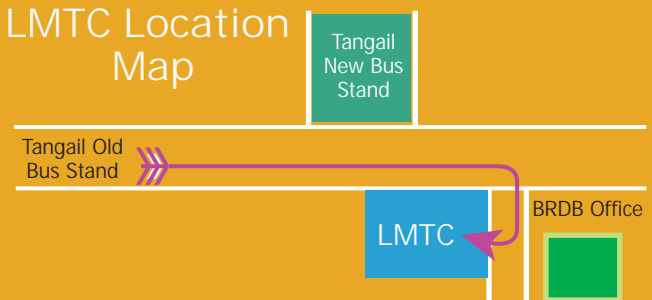 LMTC Location
Map
Tangail
New Bus
Stand
Tangail Old
Bus Stand
LMTC
BRDB Office